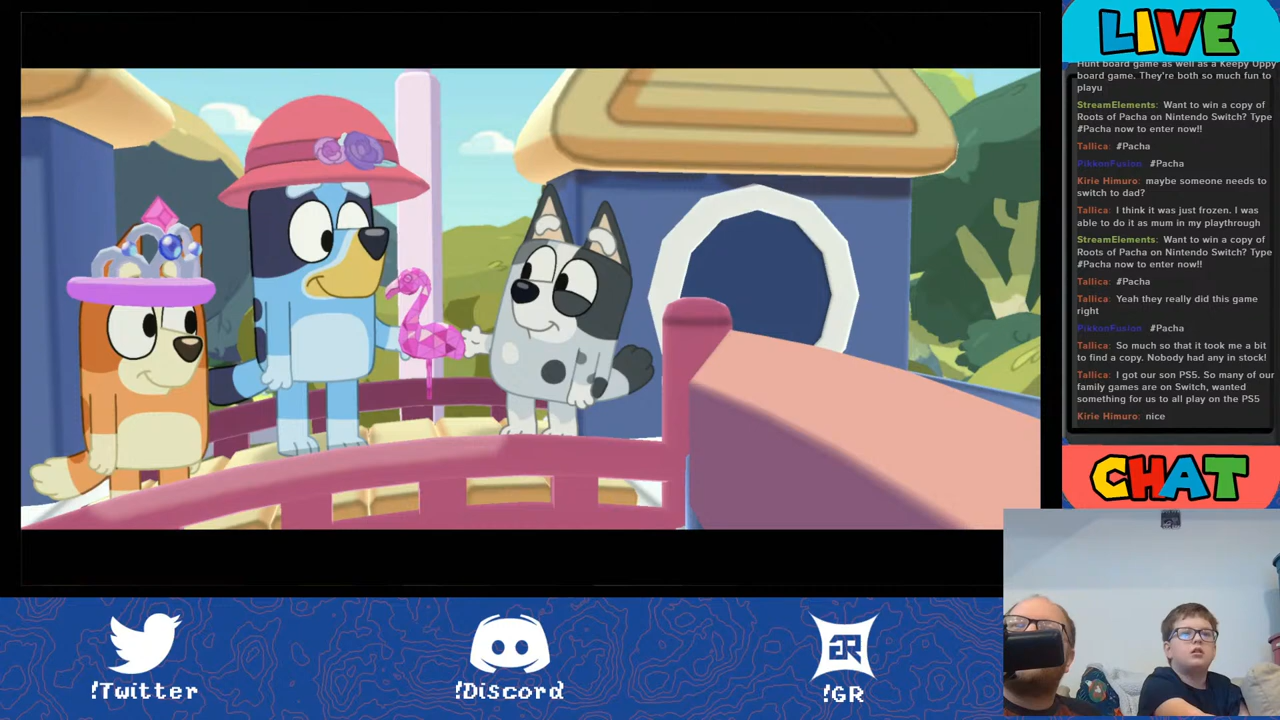 LIVE
Hunt board game as well as a Keepy Uppy
board game. They're both so much fun to
playu
StreamElements: Want to win a copy of
Roots of Pacha on Nintendo Switch? Type
#Pacha now to enter now!!
Tallica: #Pacha
PikkonFusion: #Pacha
Kirie Himuro: maybe someone needs to
switch to dad?
Tallica: I think it was just frozen. I was
able to do it as mum in my playthrough
StreamElements: Want to win a copy of
Roots of Pacha on Nintendo Switch? Type
#Pacha now to enter now!!
Tallica: #Pacha
Tallica: Yeah they really did this game
right
PikkonFusion: #Pacha
Tallica: So much so that it took me a bit
to find a copy. Nobody had any in stock!
Tallica: I got our son PS5. So many of our
family games are on Switch, wanted
something for us to all play on the PS5
Kirie Himuro: nice
CHAT
!Twitter
!Discord
GR
!GR